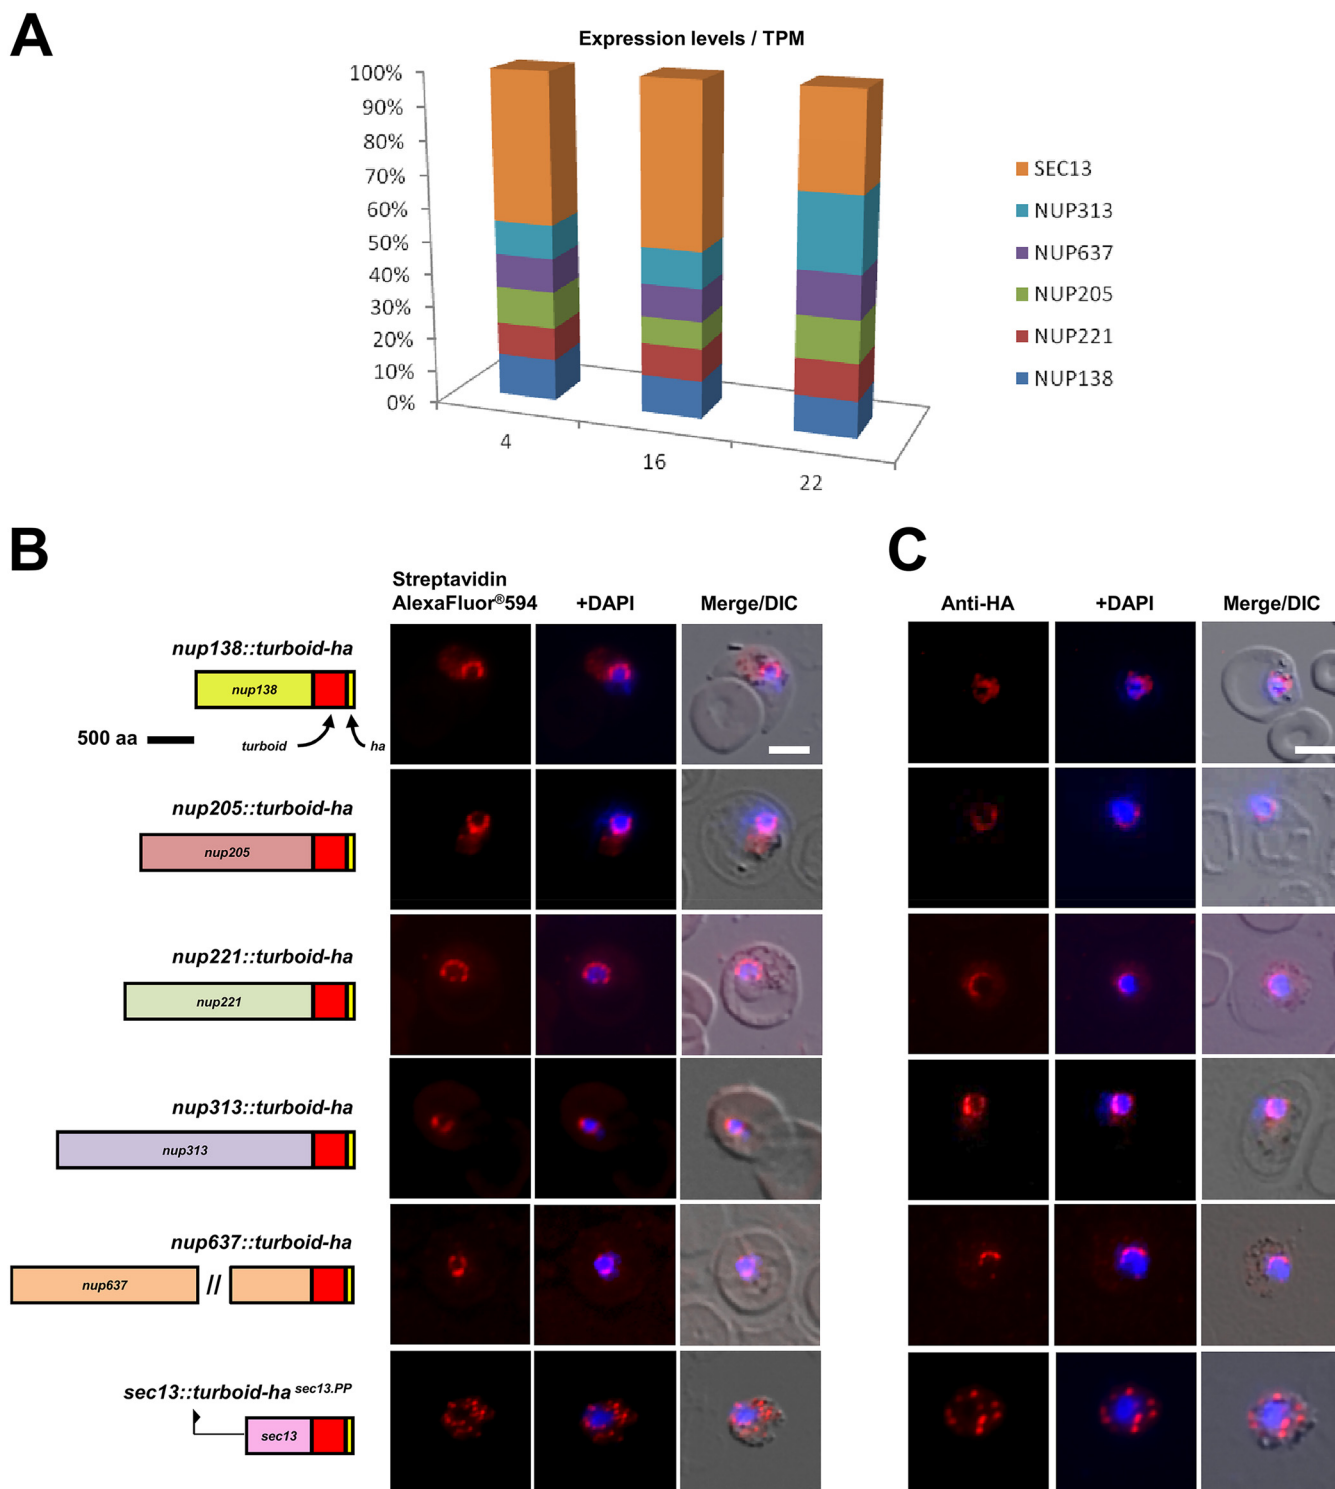 A
Expression levels / TPM
100%
90%
80%
70%
60%
50%
40%
30%
20%
10%
0%
4
16
22
SEC13
NUP313
NUP637
NUP205
NUP221
NUP138
B
C
Streptavidin
AlexaFluor®594
+DAPI
Merge/DIC
Anti-HA
+DAPI
Merge/DIC
nup138::turboid-ha
nup138
500 aa
turboid
ha
nup205::turboid-ha
nup205
nup221::turboid-ha
nup221
nup313::turboid-ha
nup313
nup637::turboid-ha
nup637
//
sec13::turboid-ha sec13.PP
sec13